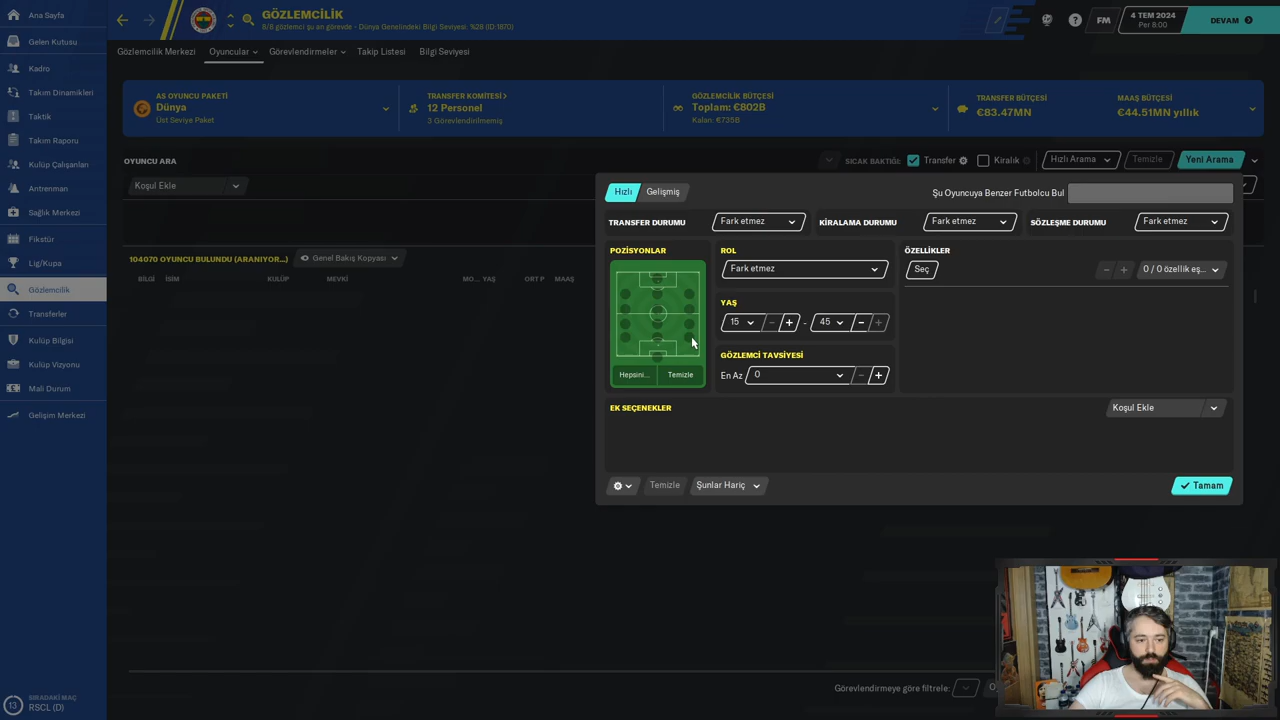 Ana Sayfa
Gelen Kutusu
Kadro
Takım Dinamikleri
Taktik
Takım Raporu
Kulüp Çalışanları
Antrenman
Sağlık Merkezi
Fikstür
Lig/Kupa
Gözlemcilik
Transferler
Kulüp Bilgisi
Kulüp Vizyonu
Mali Durum
Gelişim Merkezi
13
SIRADAKİ MAÇ
RSCL (D)
GÖZLEMCİLİK
8/8 gözlemci şu an görevde - Dünya Genelindeki Bilgi Seviyesi: %28 (ID:1870)
FM
4 TEM 2024
Per 8:00
DEVAM
Gözlemcilik Merkezi
Oyuncular
Görevlendirmeler
Takip Listesi
Bilgi Seviyesi
AS OYUNCU PAKETİ
Dünya
Üst Seviye Paket
TRANSFER KOMİTESİ >
12 Personel
3 Görevlendirilmemiş
GÖZLEMCİLİK BÜTÇESİ
Toplam: €802B
Kalan: €735B
TRANSFER BÜTÇESİ
€83.47MN
MAAŞ BÜTÇESİ
€44.51MN yıllık
OYUNCU ARA
SICAK BAKTIĞI:
Transfer
Kiralık
Hızlı Arama
Temizle
Yeni Arama
Koşul Ekle
104070 OYUNCU BULUNDU (ARANIYOR...)
Genel Bakış Kopyası
BİLGİ
İSİM
KULÜP
MEVKİ
MO...
YAŞ
ORT P
MAAŞ
Hızlı
Gelişmiş
Şu Oyuncuya Benzer Futbolcu Bul
TRANSFER DURUMU
Fark etmez
KİRALAMA DURUMU
Fark etmez
SÖZLEŞME DURUMU
Fark etmez
POZİSYONLAR
Hepsini...
Temizle
ROL
Fark etmez
YAŞ
15
-
+
-
45
-
+
GÖZLEMCİ TAVSİYESİ
En Az
0
-
+
ÖZELLİKLER
Seç
-
+
0 / 0 özellik eş...
EK SEÇENEKLER
Koşul Ekle
Temizle
Şunlar Hariç
Tamam
Görevlendirmeye göre filtrele: